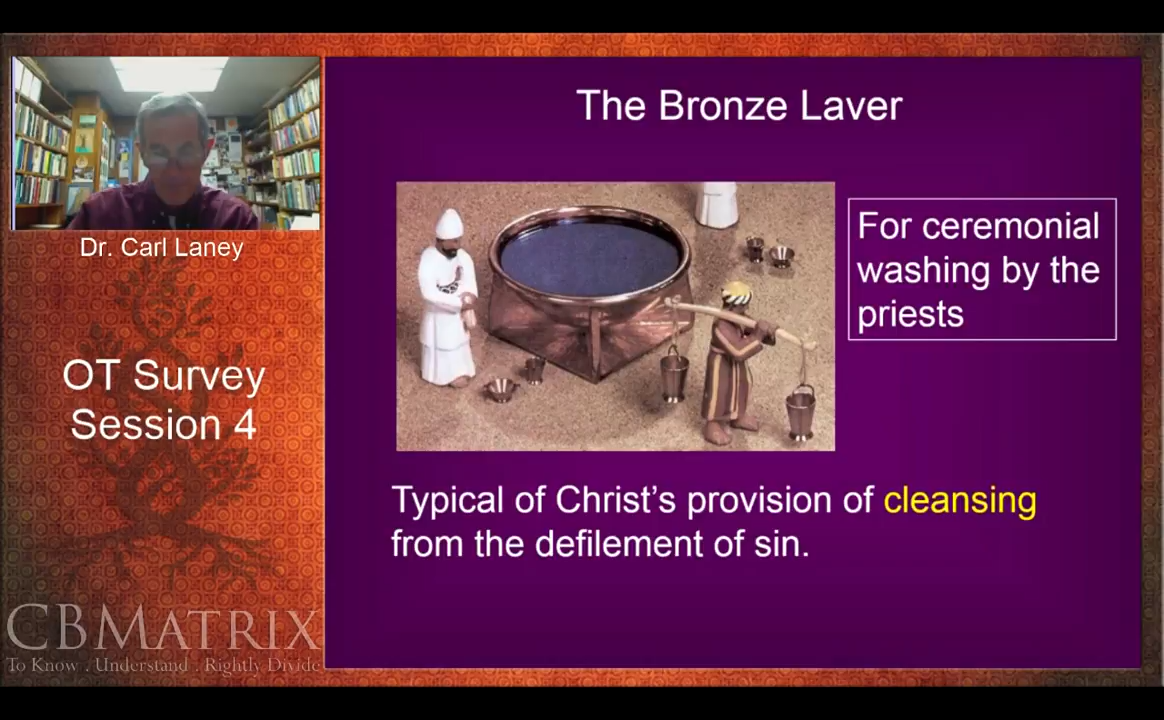 The Bronze Laver
Dr. Carl Laney
For ceremonial
washing by the
priests
OT Survey
Session 4
Typical of Christ’s provision of cleansing
from the defilement of sin.
CBMATRIX
To Know . Understand . Rightly Divide